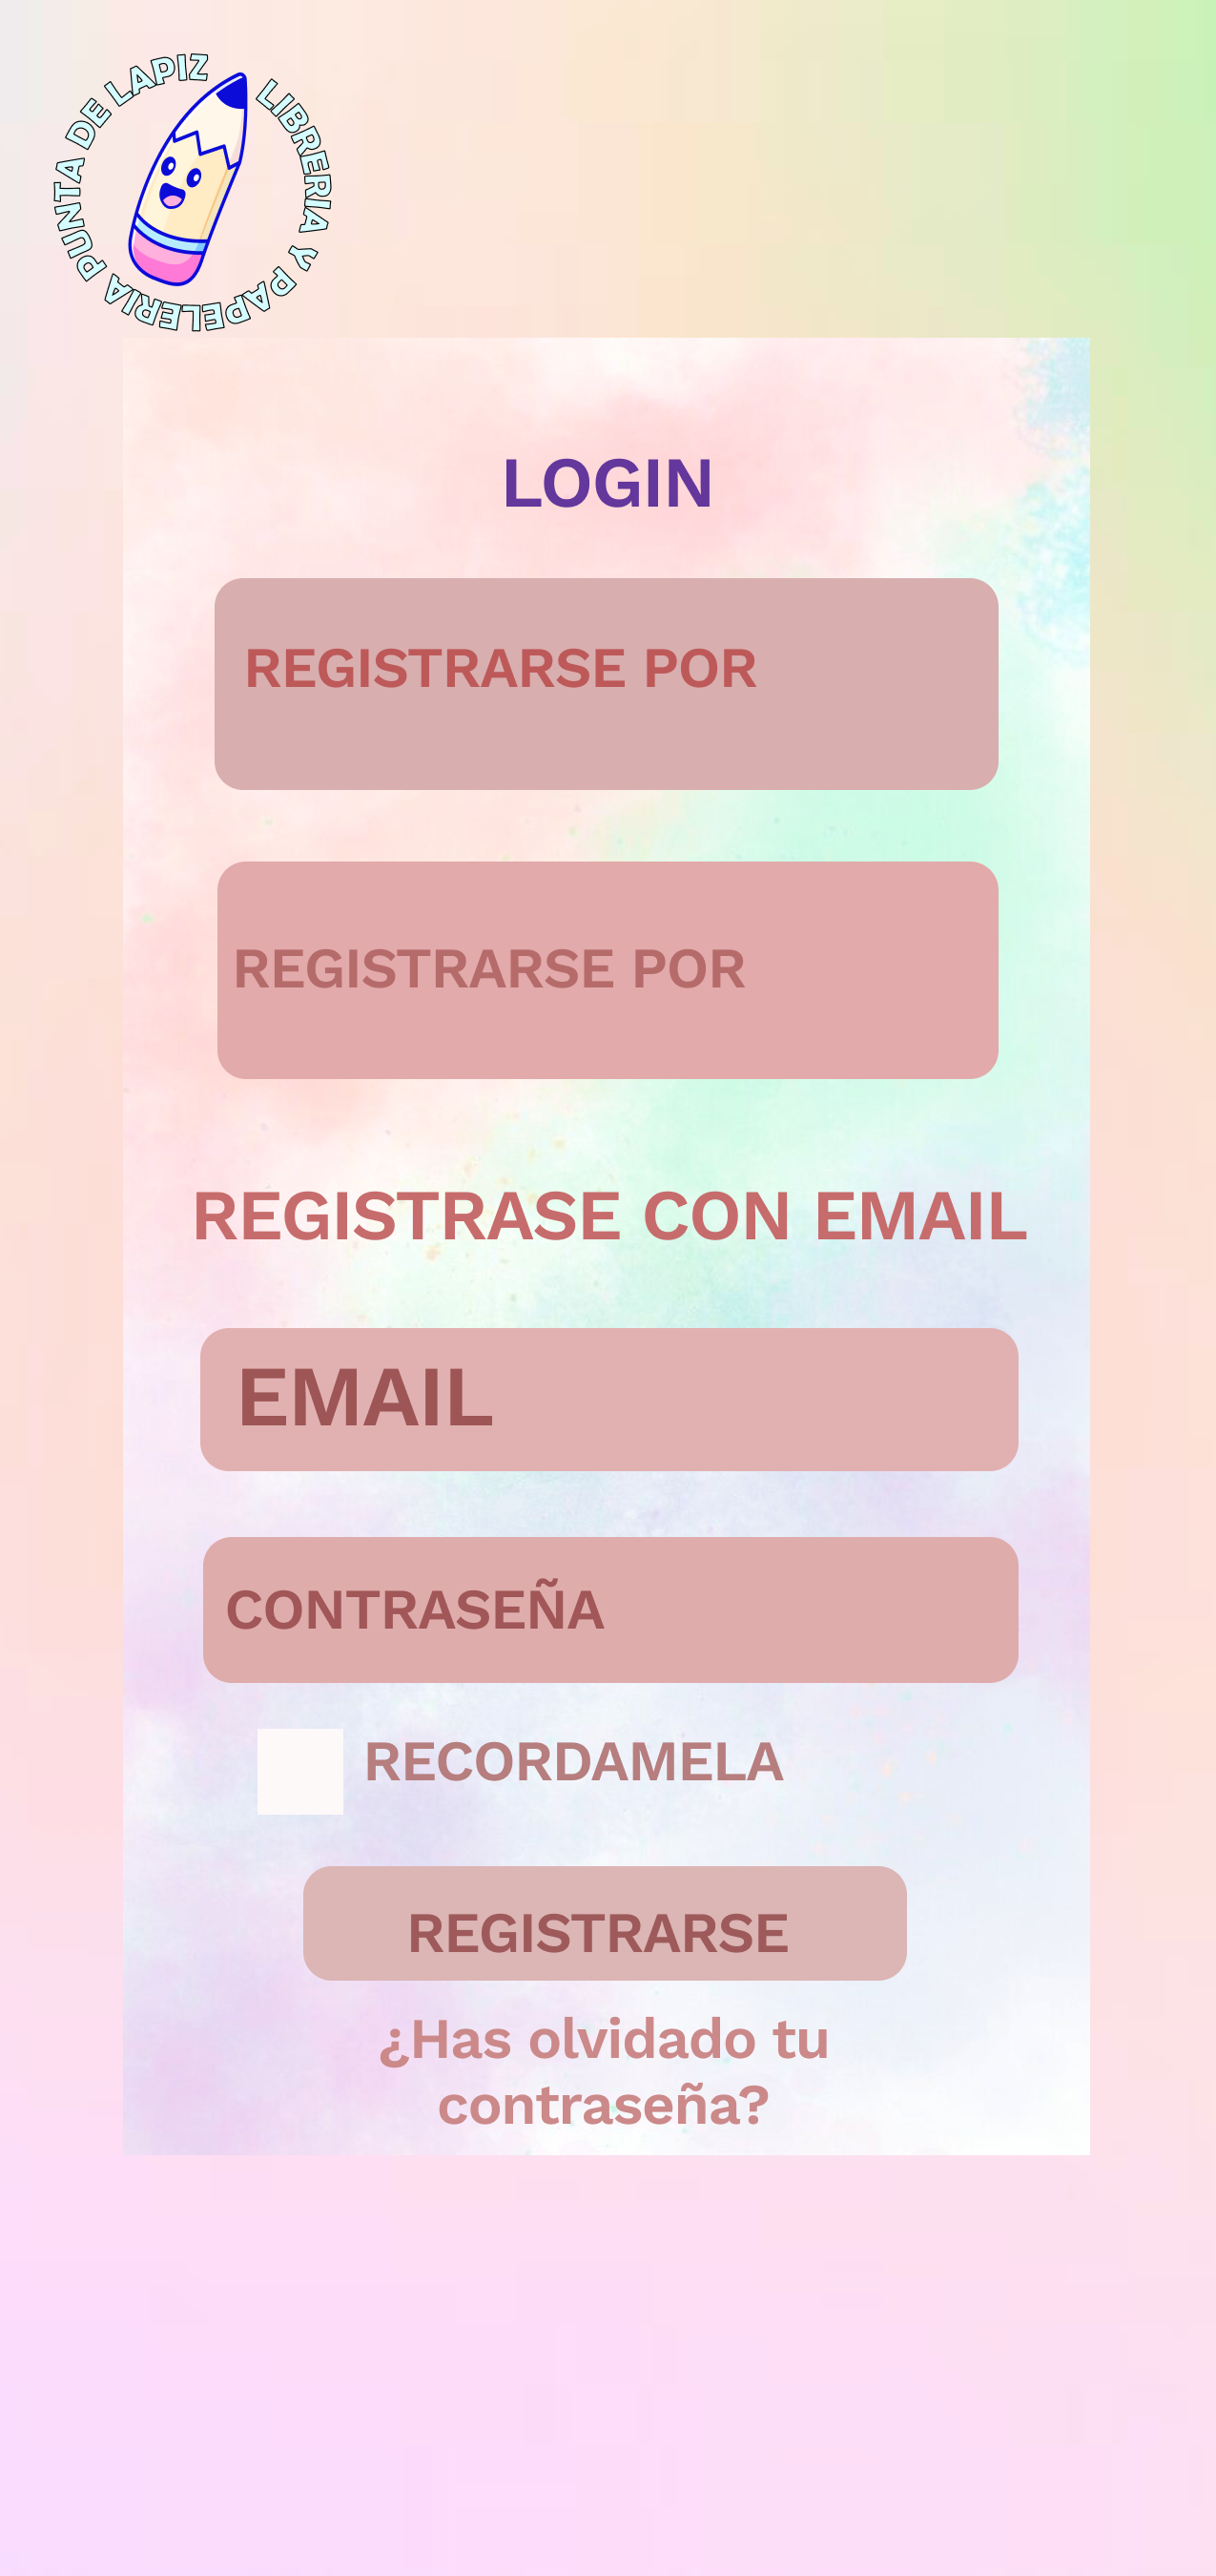 LIBRERIA Y PAPELERIA PUNTA DE LAPIZ
LOGIN
REGISTRARSE POR
REGISTRARSE POR
REGISTRASE CON EMAIL
EMAIL
CONTRASEÑA
RECORDAMELA
REGISTRARSE
¿Has olvidado tu
contraseña?